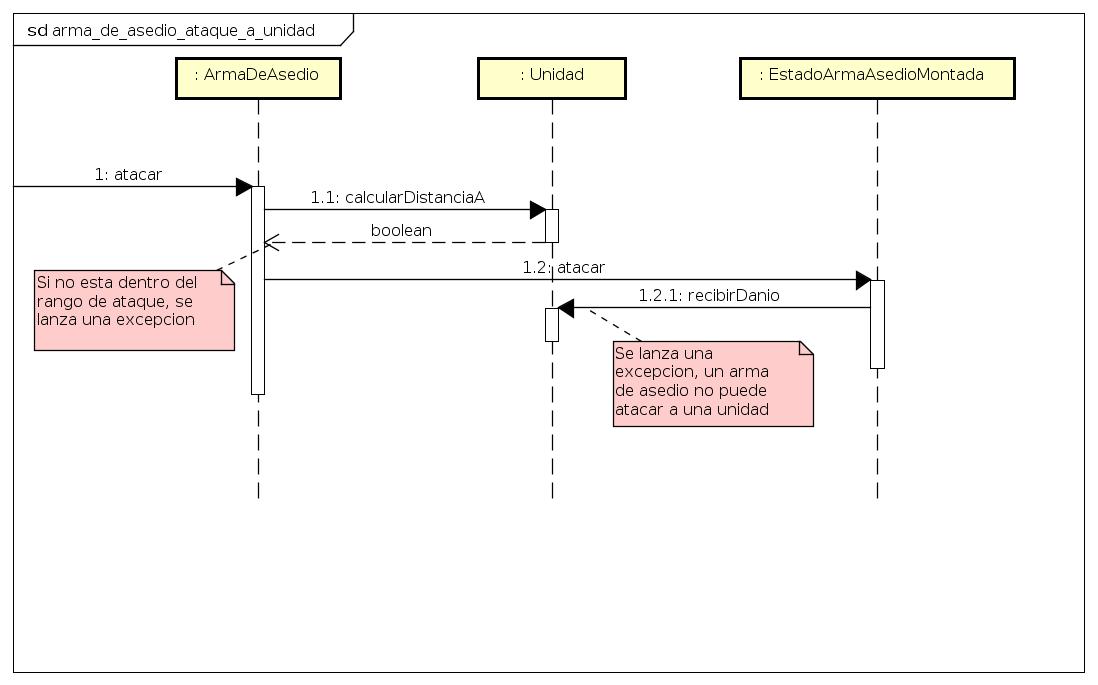 sd arma_de_asedio_ataque_a_unidad
: ArmaDeAsedio
: Unidad
: EstadoArmaAsedioMontada
1: atacar
1.1: calcularDistanciaA
boolean
1.2: atacar
Si no esta dentro del
rango de ataque, se
lanza una excepcion
1.2.1: recibirDanio
Se lanza una
excepcion, un arma
de asedio no puede
atacar a una unidad